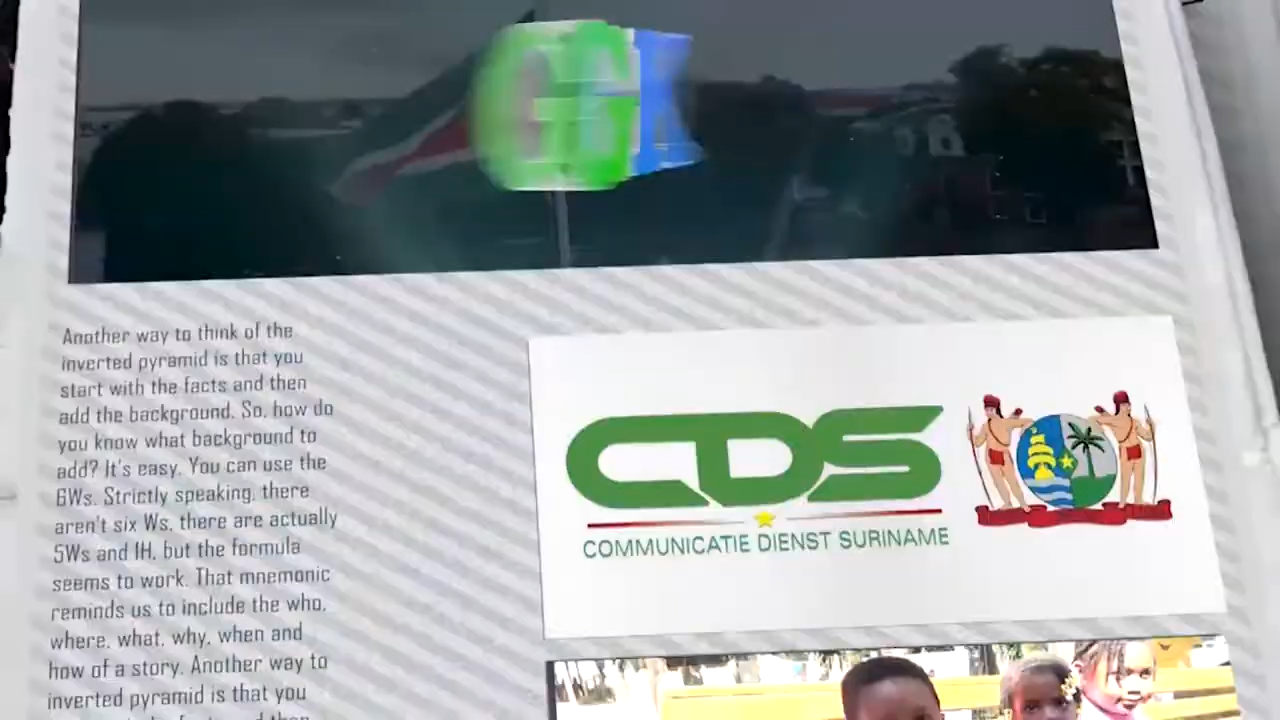 Another way to think of the
inverted pyramid is that you
start with the facts and then
add the background. So, how do
you know what background to
add? It's easy. You can use the
6Ws. Strictly speaking, there
aren't six Ws, there are actually
5Ws and 1H, but the formula
seems to work. That mnemonic
reminds us to include the who,
where, what, why, when and
how of a story. Another way to
inverted pyramid is that you
CDS
COMMUNICATIE DIENST SURINAME